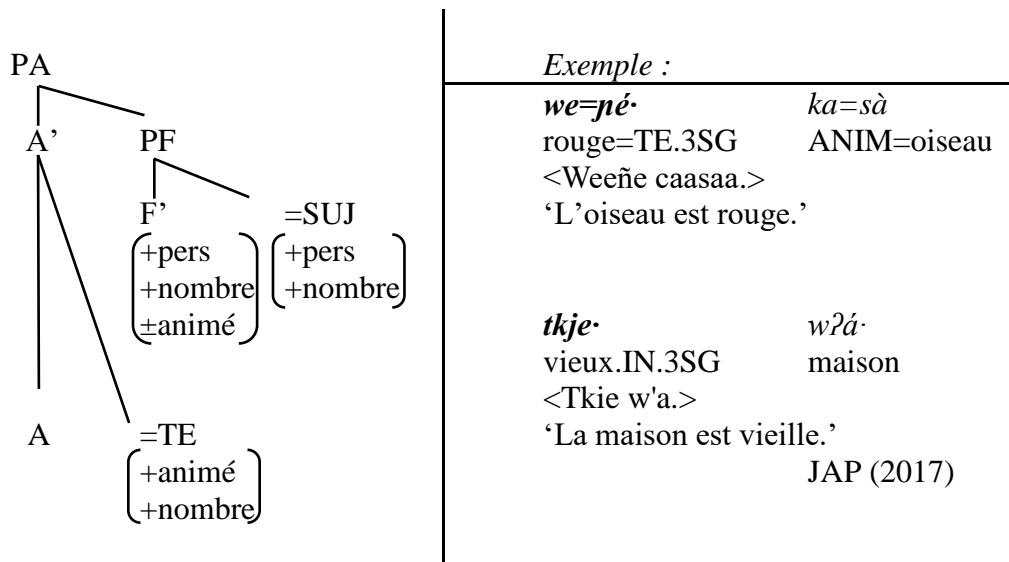 PA
A’ PF
F’ =SUJ
+pers +pers
+nombre +nombre
±animé
A =TE
+animé
+nombre
Exemple :
we=ɲé· ka=sà
rouge=TE.3SG ANIM=oiseau
<Weeñe caasaa.>
‘L’oiseau est rouge.’
tkje· wʔá·
vieux.IN.3SG maison
<Tkie w'a.>
‘La maison est vieille.’
JAP (2017)